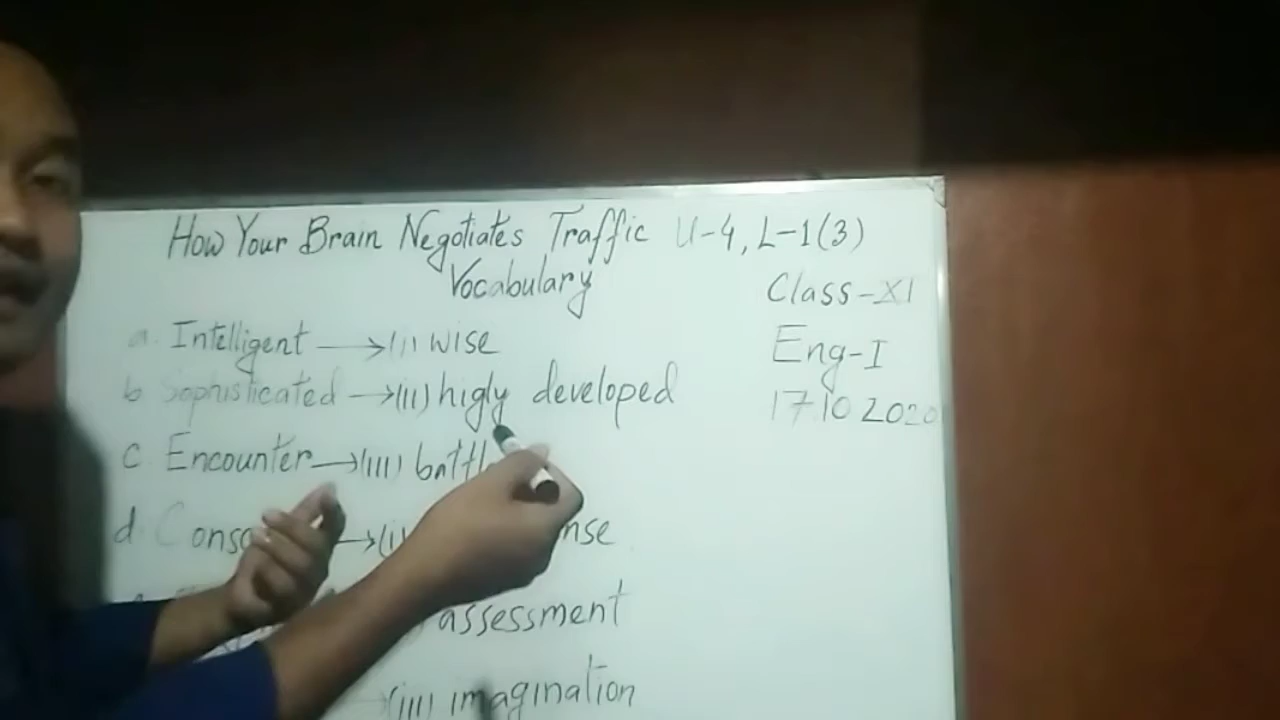 How Your Brain Negotiates Traffic U-4, L-1(3)
Vocabulary
Class-XI
a. Intelligent → (i) wise
Eng-I
b Sophisticated → (ii) higly developed
17 10 2020
c Encounter → (iii) battl
d. Conso → (i nse
) assessment
→ (iii) imagination